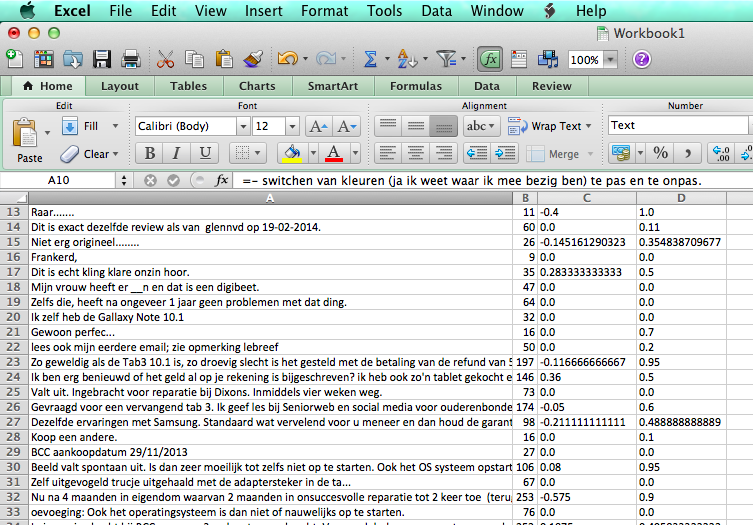 Excel File Edit View Insert Format Tools Data Window Help
Workbook1
100%
Home Layout Tables Charts SmartArt Formulas Data Review
Edit Font Alignment Number
Paste Fill Clear Calibri (Body) 12 A A abc Wrap Text Text
B I U A Merge % , .0 .00
A10 fx =- switchen van kleuren (ja ik weet waar ik mee bezig ben) te pas en te onpas.
A B C D
13 Raar....... 11 -0.4 1.0
14 Dit is exact dezelfde review als van glennvd op 19-02-2014. 60 0.0 0.11
15 Niet erg origineel........ 26 -0.145161290323 0.354838709677
16 Frankerd, 9 0.0 0.0
17 Dit is echt kling klare onzin hoor. 35 0.283333333333 0.5
18 Mijn vrouw heeft er __n en dat is een digibeet. 47 0.0 0.0
19 Zelfs die, heeft na ongeveer 1 jaar geen problemen met dat ding. 64 0.0 0.0
20 Ik zelf heb de Gallaxy Note 10.1 32 0.0 0.0
21 Gewoon perfec... 16 0.0 0.7
22 lees ook mijn eerdere email; zie opmerking lebreef 50 0.0 0.2
23 Zo geweldig als de Tab3 10.1 is, zo droevig slecht is het gesteld met de betaling van de refund van 5 197 -0.116666666667 0.95
24 Ik ben erg benieuwd of het geld al op je rekening is bijgeschreven? ik heb ook zo'n tablet gekocht e 146 0.36 0.5
25 Valt uit. Ingebracht voor reparatie bij Dixons. Inmiddels vier weken weg. 73 0.0 0.0
26 Gevraagd voor een vervangend tab 3. Ik geef les bij Seniorweb en social media voor ouderenbonde 174 -0.05 0.6
27 Dezelfde ervaringen met Samsung. Standaard wat vervelend voor u meneer en dan houd de garant 98 -0.211111111111 0.488888888889
28 Koop een andere. 16 0.0 0.1
29 BCC aankoopdatum 29/11/2013 27 0.0 0.0
30 Beeld valt spontaan uit. Is dan zeer moeilijk tot zelfs niet op te starten. Ook het OS systeem opstart 106 0.08 0.95
31 Zelf uitgevogeld trucje uitgehaald met de adaptersteker in de ta... 67 0.0 0.0
32 Nu na 4 maanden in eigendom waarvan 2 maanden in onsuccesvolle reparatie tot 2 keer toe (teru 253 -0.575 0.9
33 oevoeging: Ook het operatingsysteem is dan niet of nauwelijks op te starten. 76 0.0 0.0